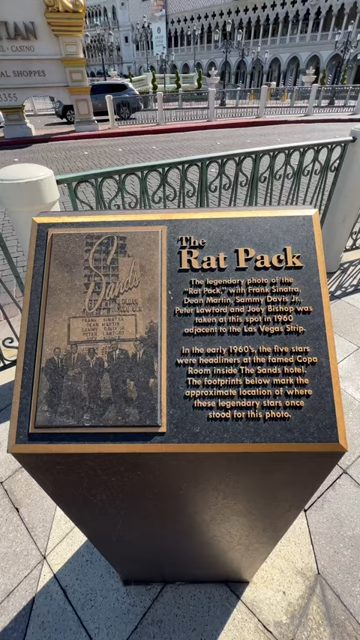 TIAN
CASINO
SHOPPES
3355
Sands
FRANK SINATRA
DEAN MARTIN
SAMMY DAVIS JR
PETER LAWFORD
The
Rat Pack
The legendary photo of the
"Rat Pack," with Frank Sinatra,
Dean Martin, Sammy Davis Jr.,
Peter Lawford and Joey Bishop was
taken at this spot in 1960
adjacent to the Las Vegas Strip.
In the early 1960's, the five stars
were headliners at the famed Copa
Room inside The Sands hotel.
The footprints below mark the
approximate location of where
these legendary stars once
stood for this photo.